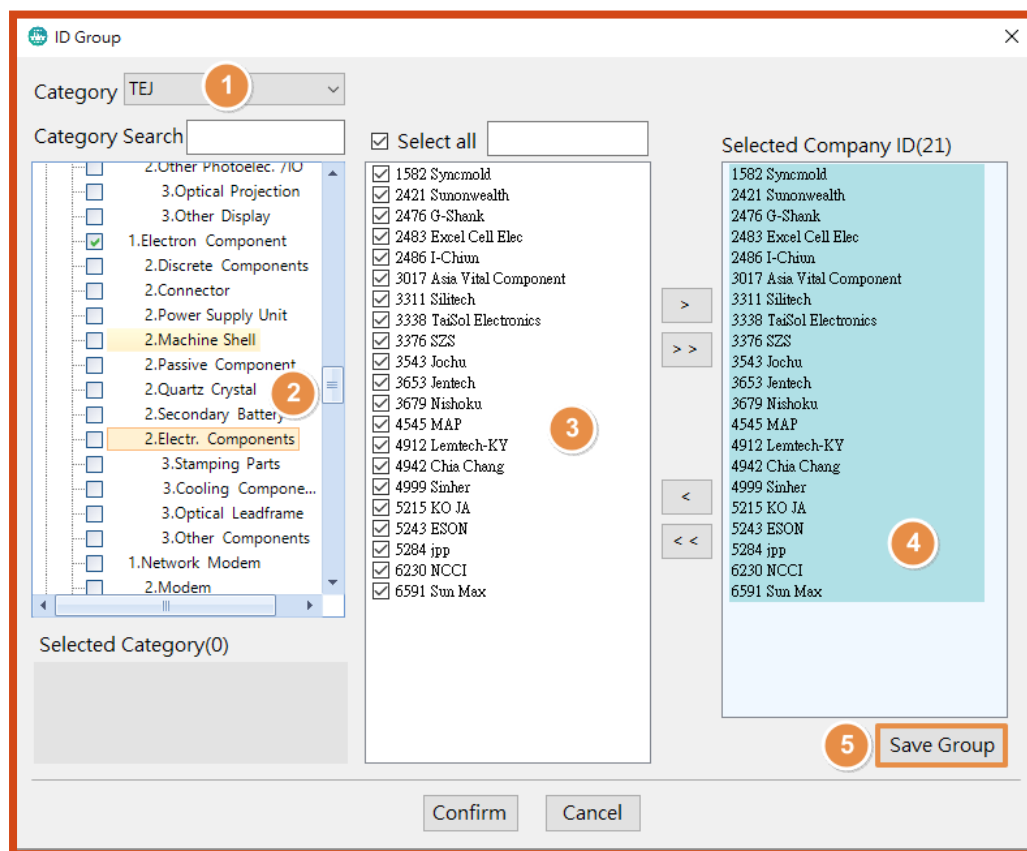 ID Group
Category TEJ 1
Category Search
2.Other Photoelec. /IO
3.Optical Projection
3.Other Display
1.Electron Component
2.Discrete Components
2.Connector
2.Power Supply Unit
2.Machine Shell
2.Passive Component
2.Quartz Crystal
2
2.Secondary Battery
2.Electr. Components
3.Stamping Parts
3.Cooling Compone...
3.Optical Leadframe
3.Other Components
1.Network Modem
2.Modem
Selected Category(0)
Select all
1582 Syncmold
2421 Sunonwealth
2476 G-Shank
2483 Excel Cell Elec
2486 I-Chiun
3017 Asia Vital Component
3311 Silitech
3338 TaiSol Electronics
3376 SZS
3543 Jochu
3653 Jentech
3679 Nishoku
4545 MAP
3
4912 Lemtech-KY
4942 Chia Chang
4999 Sinher
5215 KO JA
5243 ESON
5284 jpp
6230 NCCI
6591 Sun Max
>
> >
<
< <
Selected Company ID(21)
1582 Syncmold
2421 Sunonwealth
2476 G-Shank
2483 Excel Cell Elec
2486 I-Chiun
3017 Asia Vital Component
3311 Silitech
3338 TaiSol Electronics
3376 SZS
3543 Jochu
3653 Jentech
3679 Nishoku
4545 MAP
4912 Lemtech-KY
4942 Chia Chang
4999 Sinher
5215 KO JA
5243 ESON
4
5284 jpp
6230 NCCI
6591 Sun Max
5 Save Group
Confirm Cancel